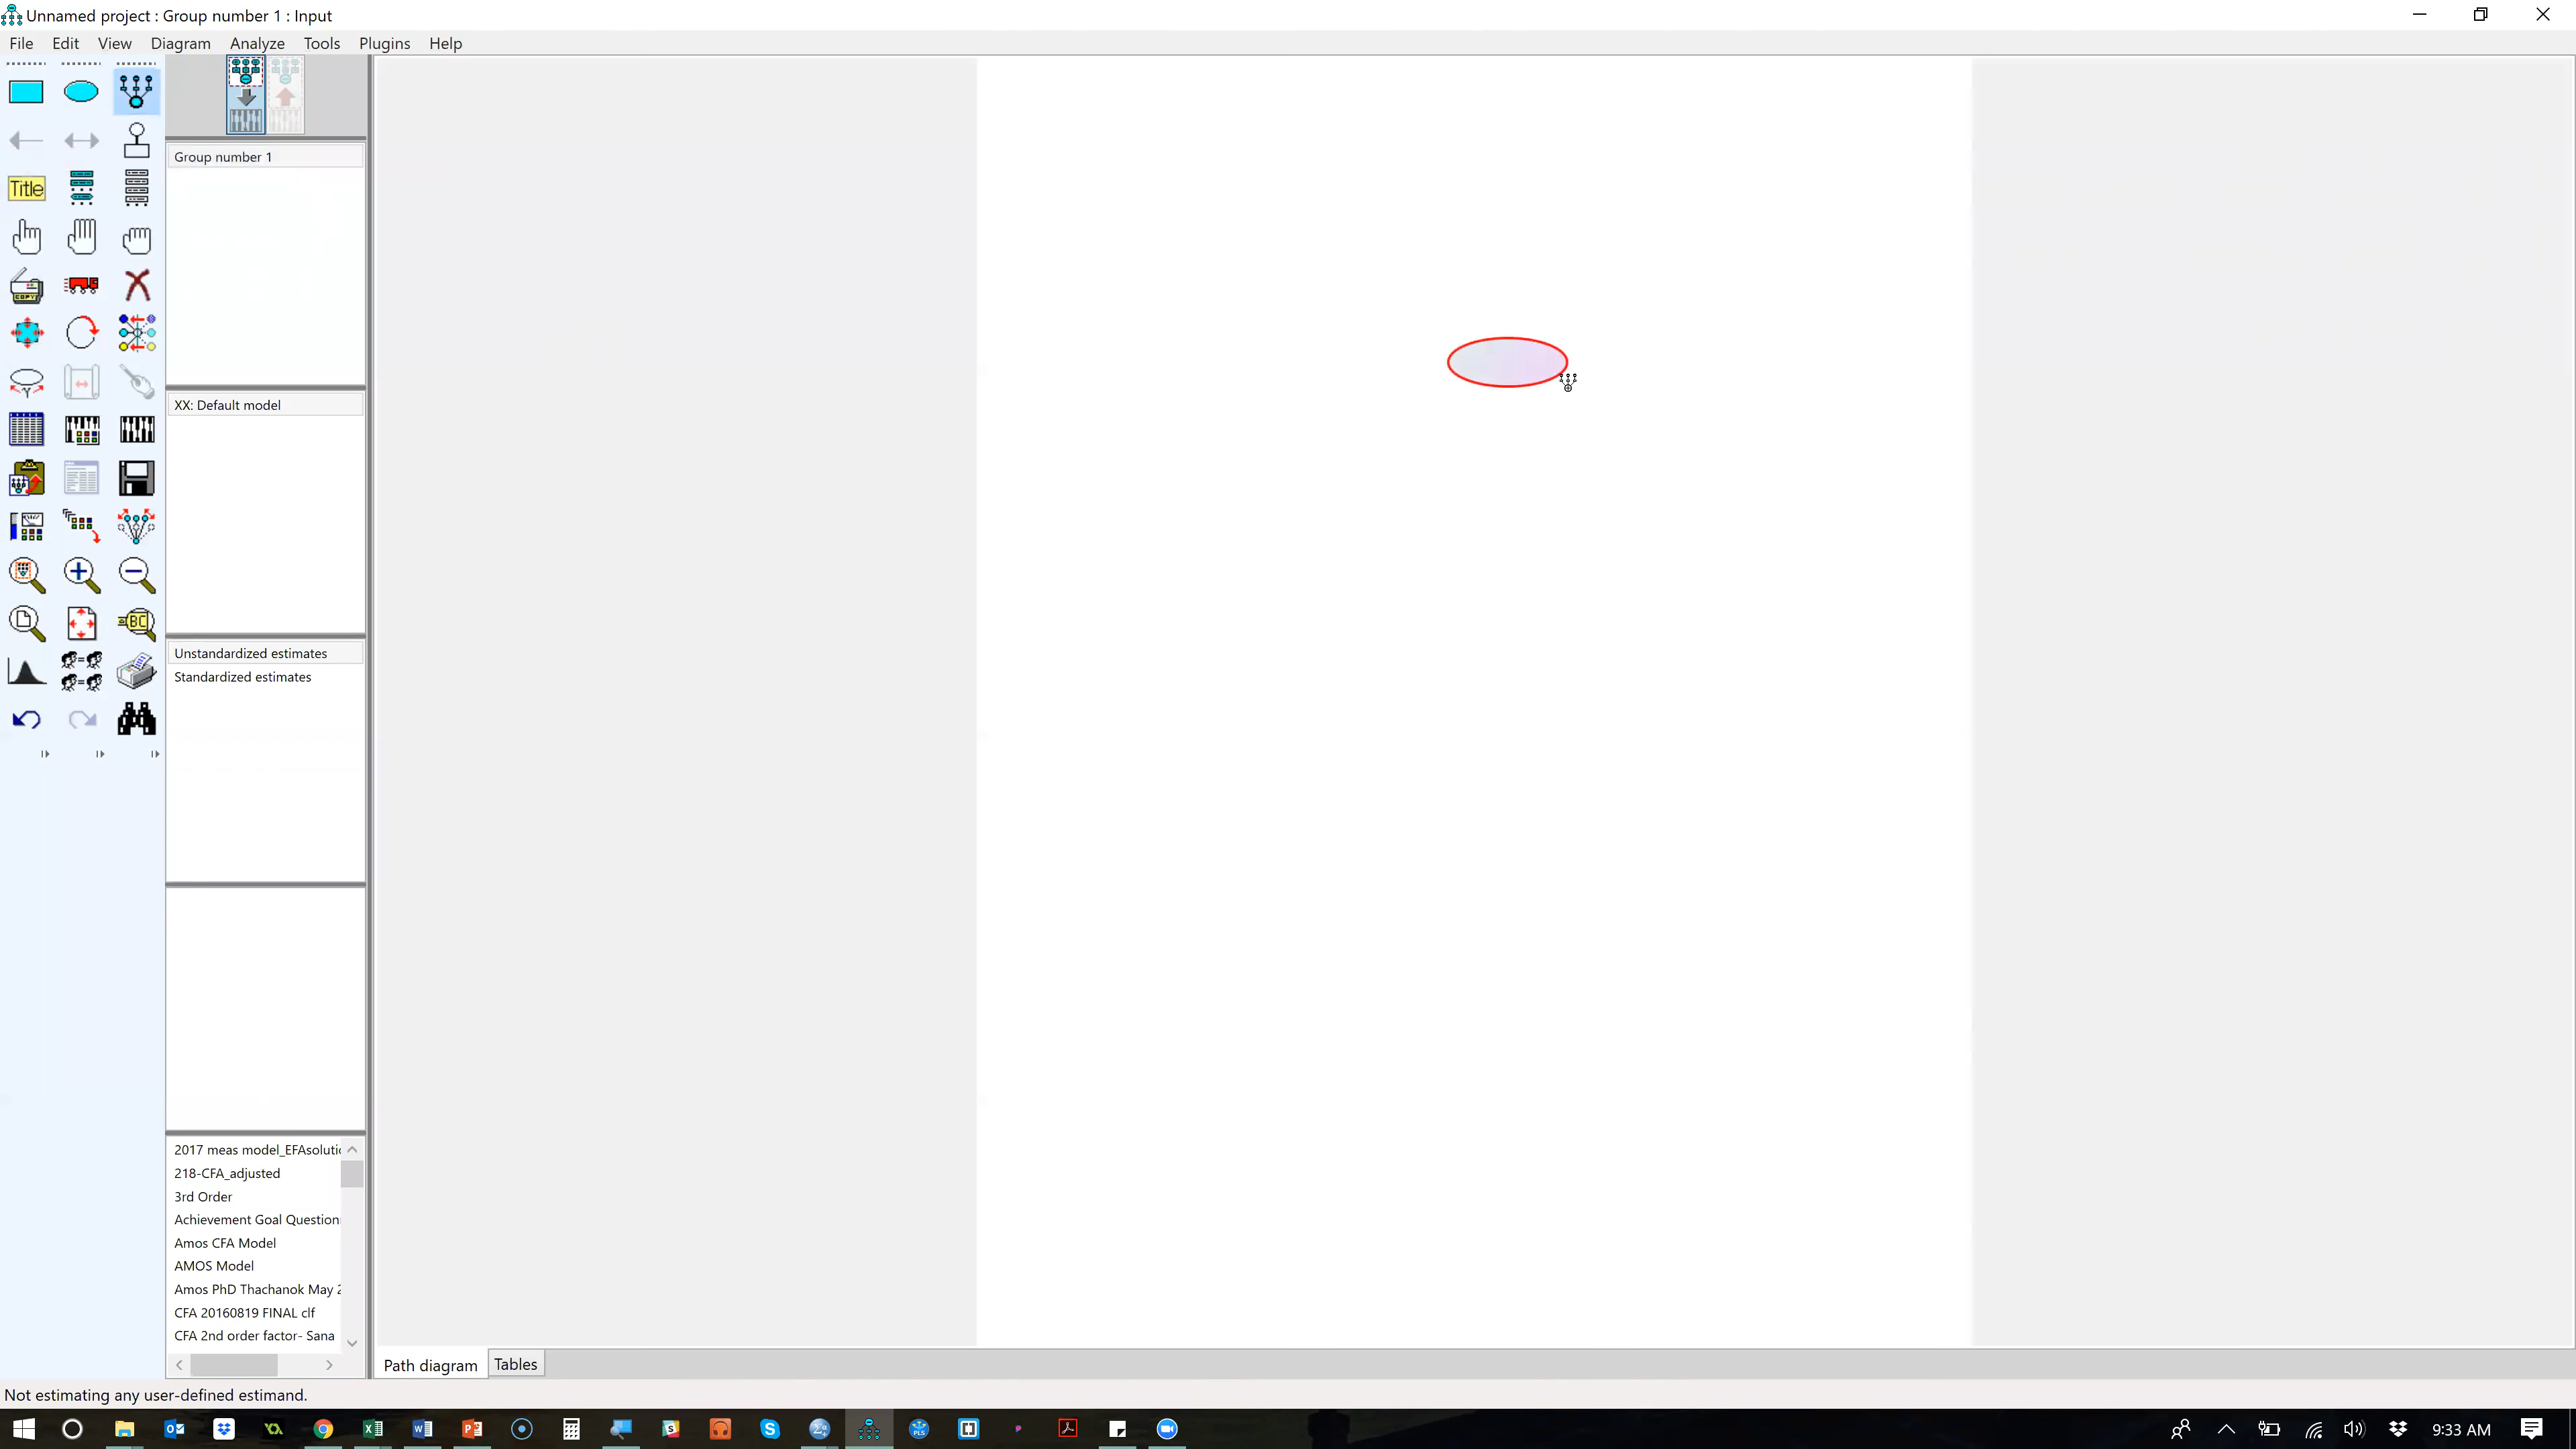 Unnamed project : Group number 1 : Input
File Edit View Diagram Analyze Tools Plugins Help
Title
Group number 1
XX: Default model
Unstandardized estimates
Standardized estimates
2017 meas model_EFAsolutic
218-CFA_adjusted
3rd Order
Achievement Goal Question
Amos CFA Model
AMOS Model
Amos PhD Thachanok May 2
CFA 20160819 FINAL clf
CFA 2nd order factor- Sana
Path diagram Tables
Not estimating any user-defined estimand.
9:33 AM